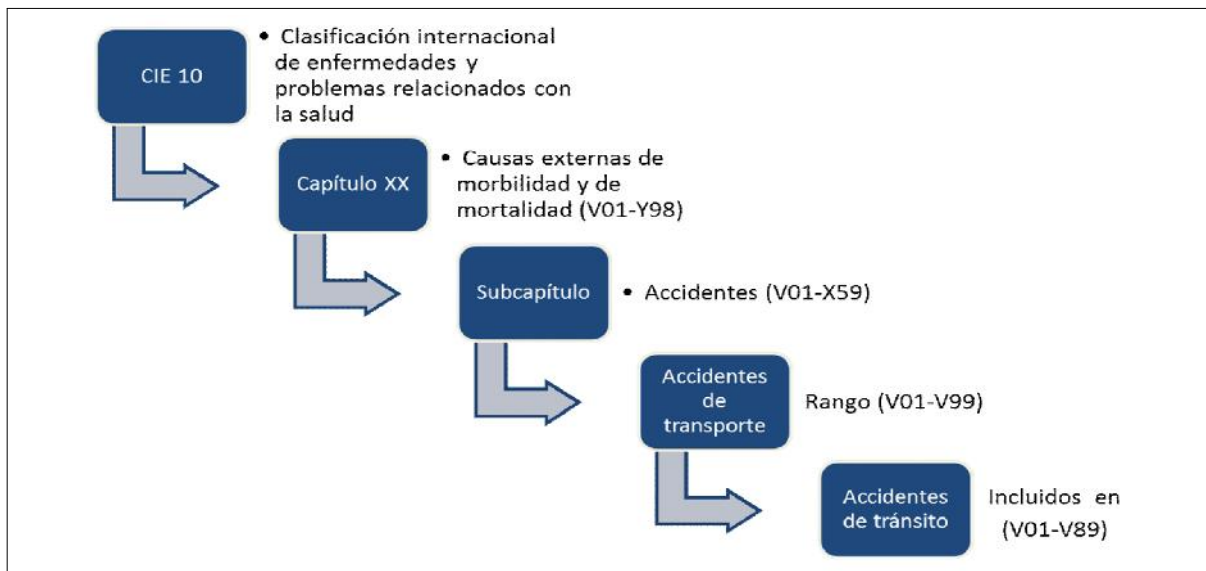 CIE 10
• Clasificación internacional
de enfermedades y
problemas relacionados con
la salud
Capítulo XX
• Causas externas de
morbilidad y de
mortalidad (V01-Y98)
Subcapítulo
• Accidentes (V01-X59)
Accidentes
de
transporte
Rango (V01-V99)
Accidentes
de tránsito
Incluidos en
(V01-V89)